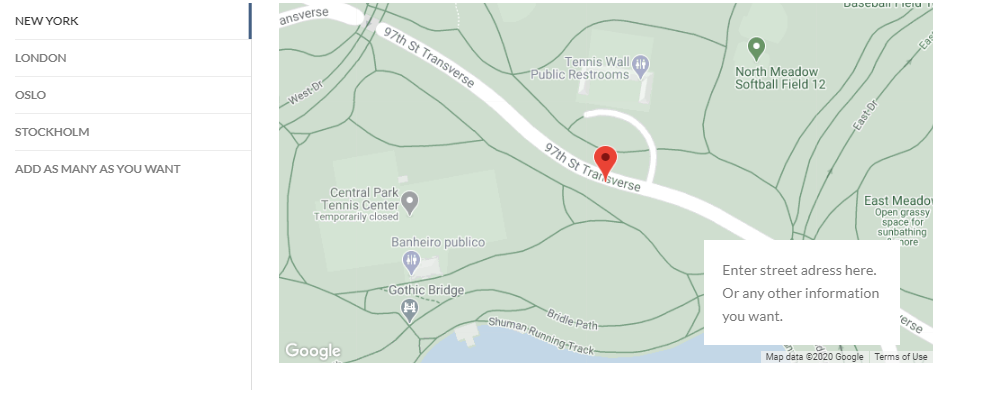 NEW YORK
LONDON
OSLO
STOCKHOLM
ADD AS MANY AS YOU WANT
ansverse
97th St Transverse
West-Dr
Tennis Wall
Public Restrooms
Baseball Field
North Meadow
Softball Field 12
East-Dr
East
97th St Transverse
Central Park
Tennis Center
Temporarily closed
East Meadow
Open grassy
space for
sunbathing
& more
Banheiro publico
Gothic Bridge
Bridle-Path
Shuman-Running-Track
Enter street adress here.
Or any other information
you want.
verse
Google
Map data ©2020 Google
Terms of Use